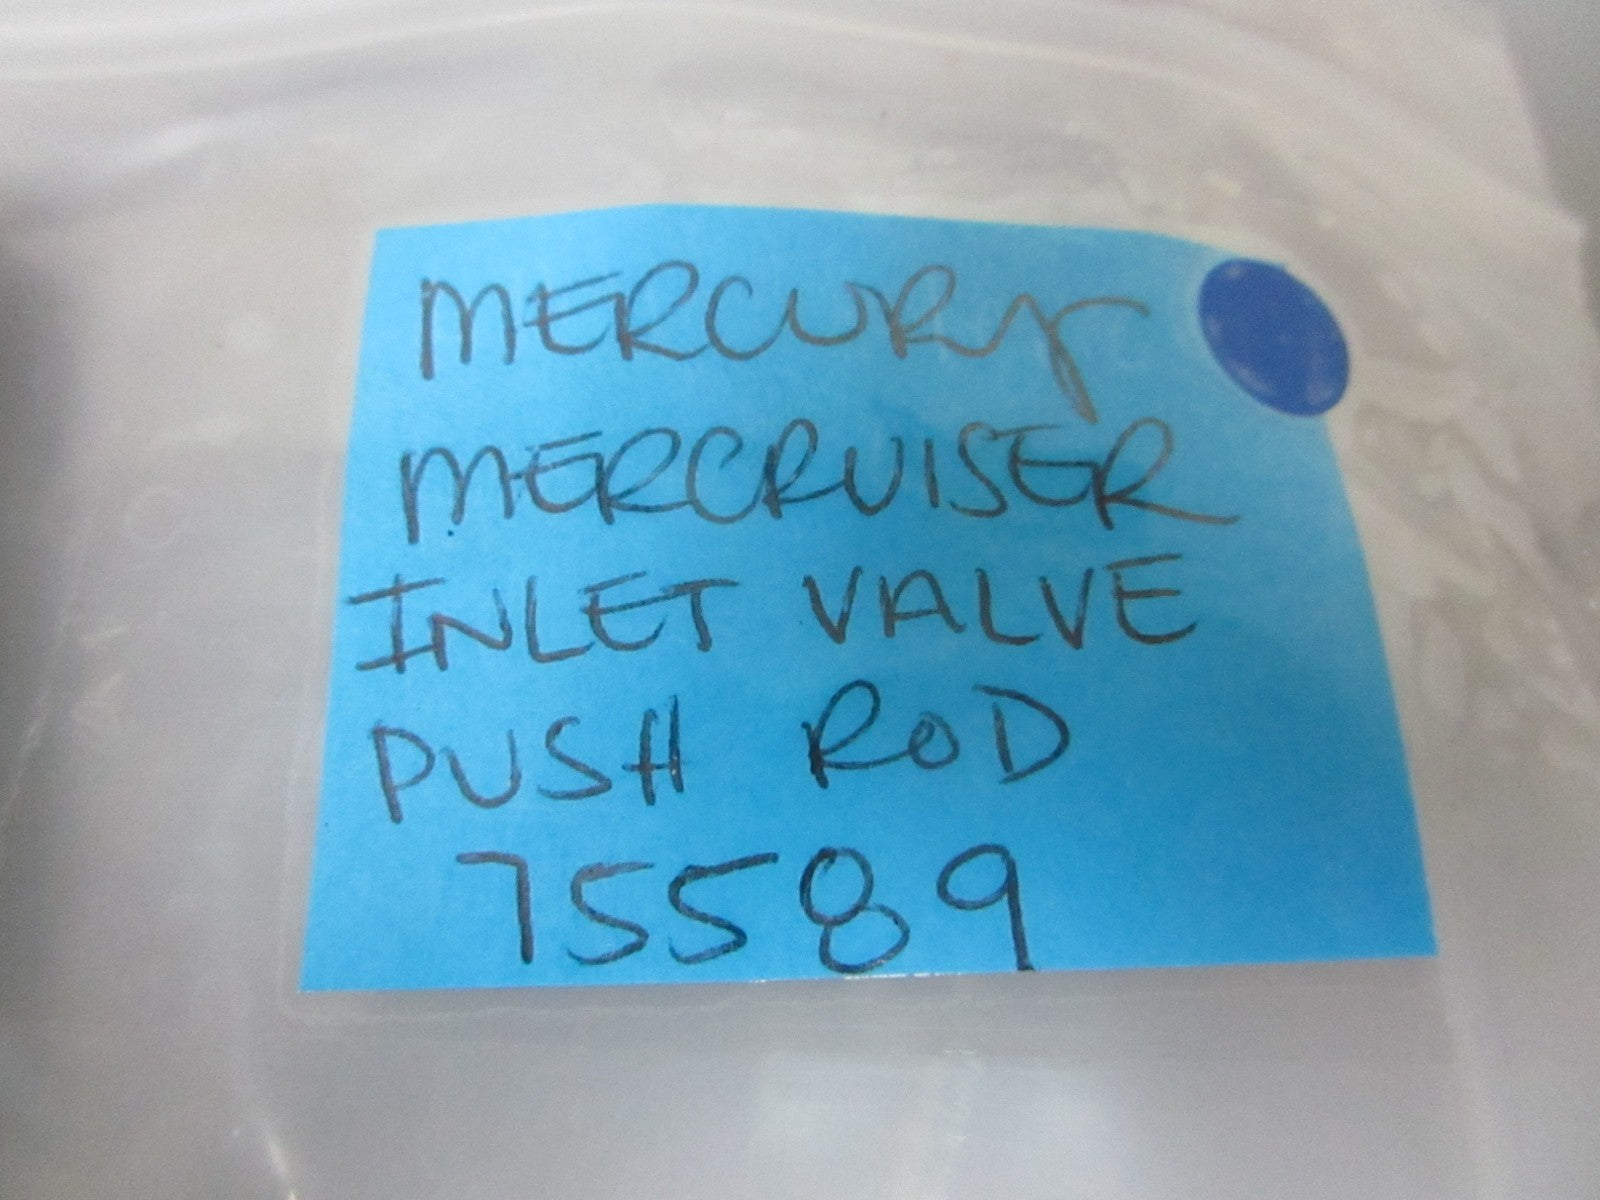 MERCURY
MERCRUISER
INLET VALVE
PUSH ROD
75589